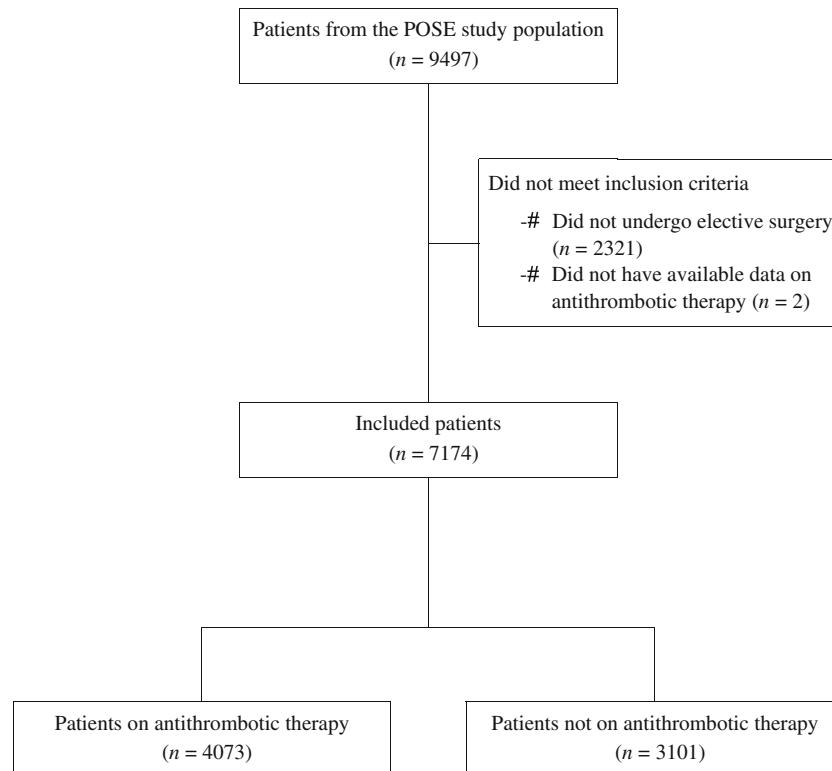 Patients from the POSE study population
(n = 9497)
Did not meet inclusion criteria
-# Did not undergo elective surgery
(n = 2321)
-# Did not have available data on
antithrombotic therapy (n = 2)
Included patients
(n = 7174)
Patients on antithrombotic therapy
(n = 4073)
Patients not on antithrombotic therapy
(n = 3101)